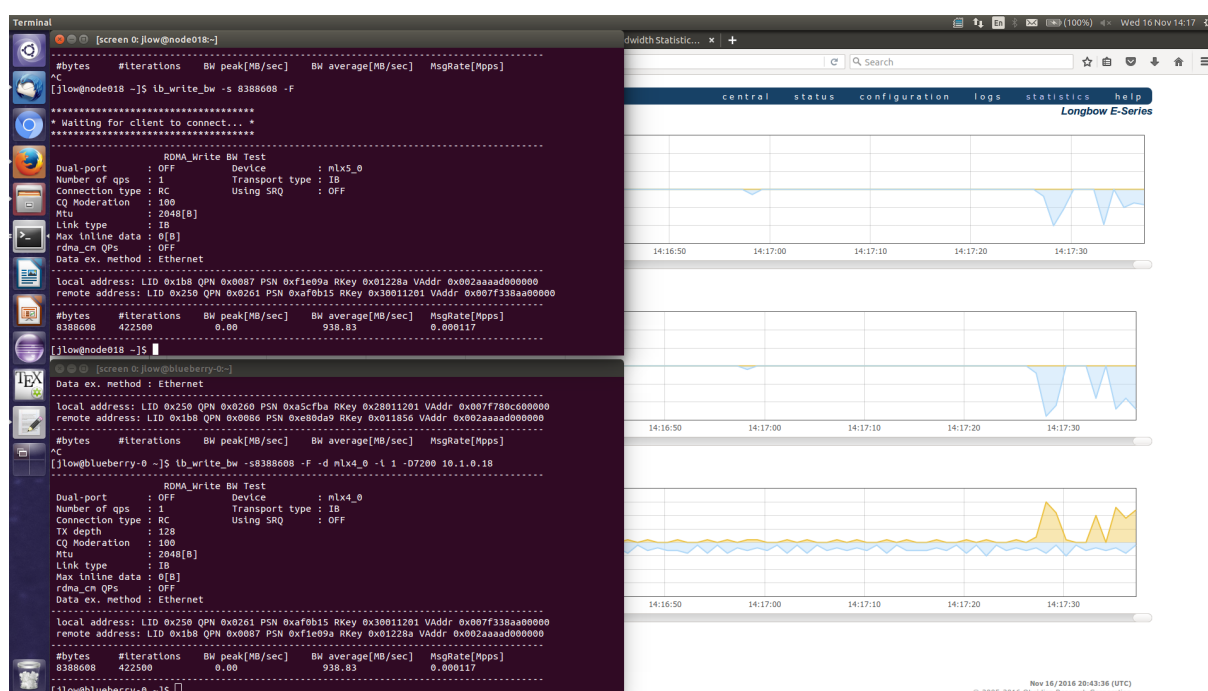 Terminal
En (100%) Wed 16 Nov 14:17
[screen 0: jlow@node018:~]
#bytes #iterations BW peak[MB/sec] BW average[MB/sec] MsgRate[Mpps]
^C
[jlow@node018 ~]$ ib_write_bw -s 8388608 -F
************************************
* Waiting for client to connect... *
************************************
---------------------------------------------------------------------------------------
RDMA_Write BW Test
Dual-port : OFF Device : mlx5_0
Number of qps : 1 Transport type : IB
Connection type : RC Using SRQ : OFF
CQ Moderation : 100
Mtu : 2048[B]
Link type : IB
Max inline data : 0[B]
rdma_cm QPs : OFF
Data ex. method : Ethernet
---------------------------------------------------------------------------------------
local address: LID 0x1b8 QPN 0x0087 PSN 0xf1e09a RKey 0x01228a VAddr 0x002aaaad000000
remote address: LID 0x250 QPN 0x0261 PSN 0xaf0b15 RKey 0x30011201 VAddr 0x007f338aa00000
---------------------------------------------------------------------------------------
#bytes #iterations BW peak[MB/sec] BW average[MB/sec] MsgRate[Mpps]
8388608 422500 0.00 938.83 0.000117
---------------------------------------------------------------------------------------
[jlow@node018 ~]$
[screen 0: jlow@blueberry-0:~]
Data ex. method : Ethernet
---------------------------------------------------------------------------------------
local address: LID 0x250 QPN 0x0260 PSN 0xa5cfba RKey 0x28011201 VAddr 0x007f780c600000
remote address: LID 0x1b8 QPN 0x0086 PSN 0xe80da9 RKey 0x011856 VAddr 0x002aaaad000000
---------------------------------------------------------------------------------------
#bytes #iterations BW peak[MB/sec] BW average[MB/sec] MsgRate[Mpps]
^C
[jlow@blueberry-0 ~]$ ib_write_bw -s8388608 -F -d mlx4_0 -i 1 -D7200 10.1.0.18
---------------------------------------------------------------------------------------
RDMA_Write BW Test
Dual-port : OFF Device : mlx4_0
Number of qps : 1 Transport type : IB
Connection type : RC Using SRQ : OFF
TX depth : 128
CQ Moderation : 100
Mtu : 2048[B]
Link type : IB
Max inline data : 0[B]
rdma_cm QPs : OFF
Data ex. method : Ethernet
---------------------------------------------------------------------------------------
local address: LID 0x250 QPN 0x0261 PSN 0xaf0b15 RKey 0x30011201 VAddr 0x007f338aa00000
remote address: LID 0x1b8 QPN 0x0087 PSN 0xf1e09a RKey 0x01228a VAddr 0x002aaaad000000
---------------------------------------------------------------------------------------
#bytes #iterations BW peak[MB/sec] BW average[MB/sec] MsgRate[Mpps]
8388608 422500 0.00 938.83 0.000117
---------------------------------------------------------------------------------------
[jlow@blueberry-0 ~]$
dwidth Statistic... × +
Search
central status configuration logs statistics help
Longbow E-Series
14:16:50 14:17:00 14:17:10 14:17:20 14:17:30
14:16:50 14:17:00 14:17:10 14:17:20 14:17:30
14:16:50 14:17:00 14:17:10 14:17:20 14:17:30
TEX
Nov 16/2016 20:43:36 (UTC)